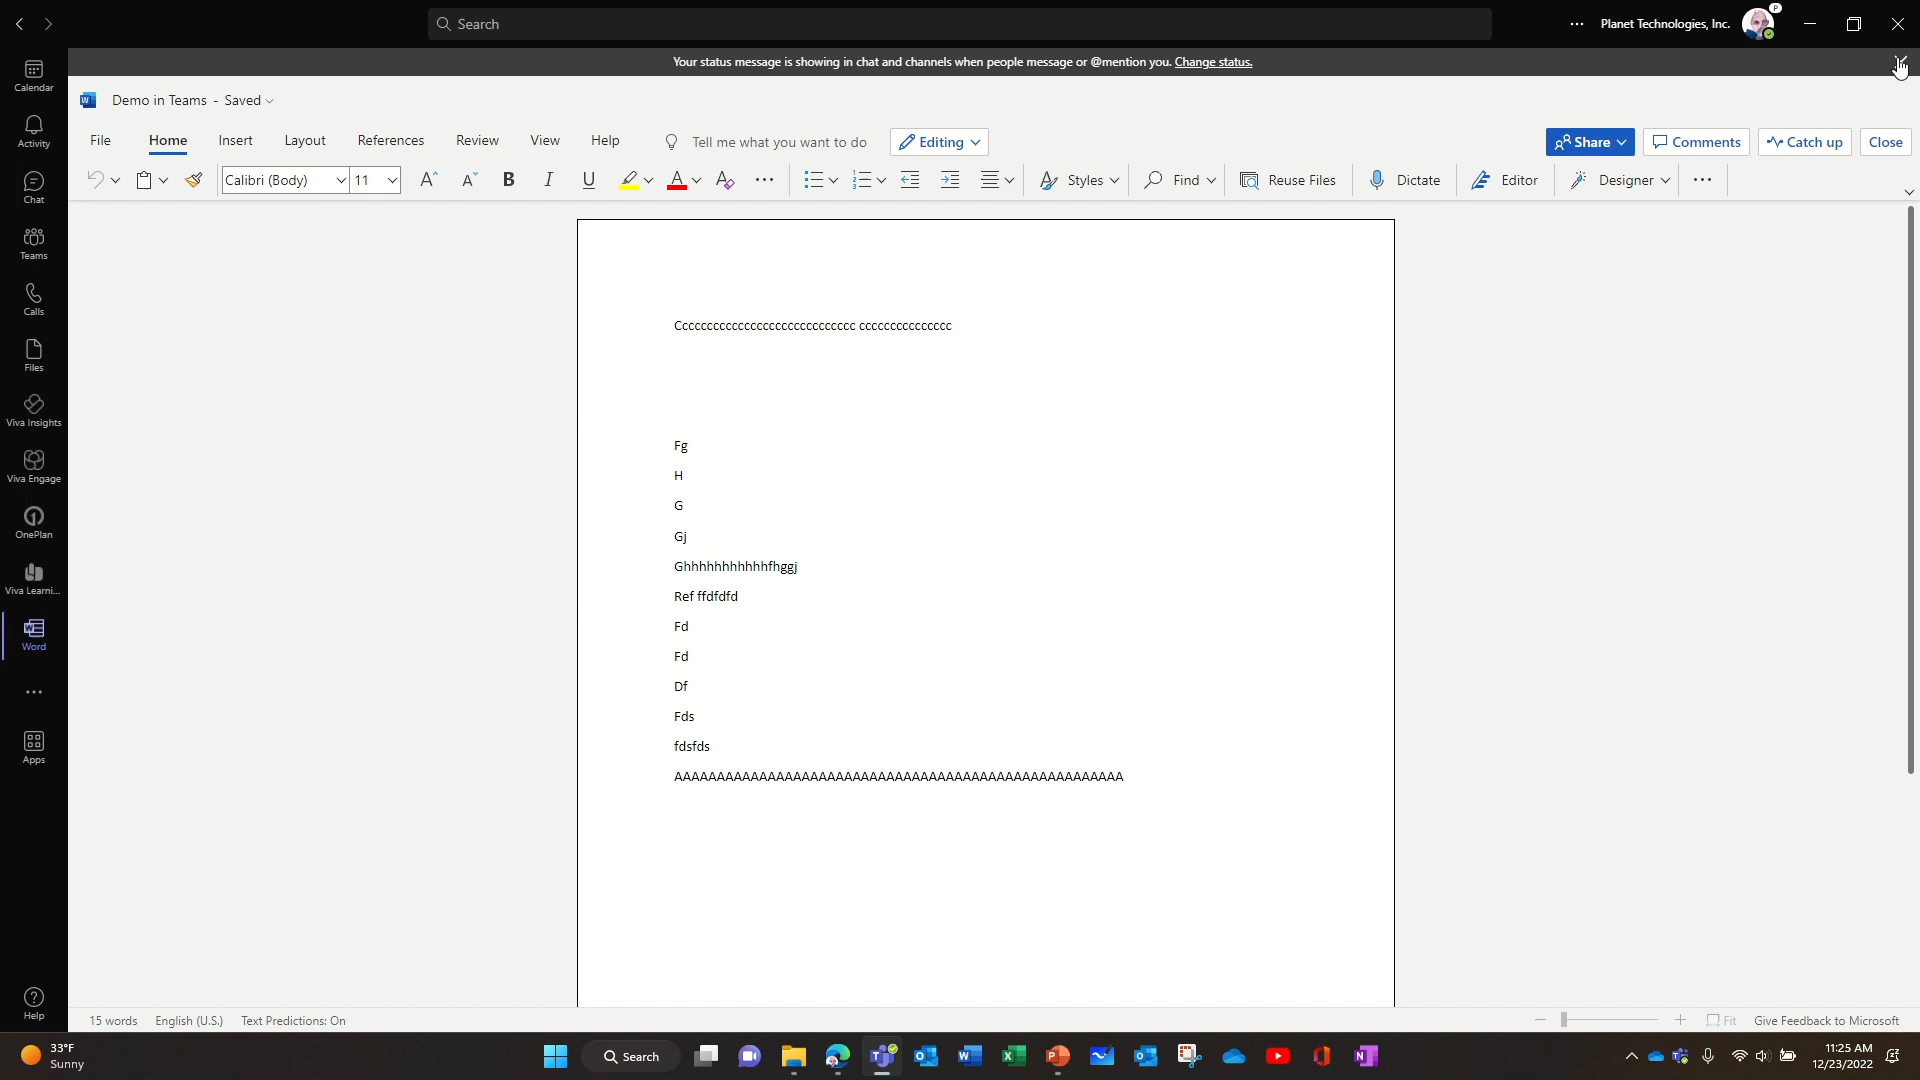 Search
Planet Technologies, Inc.
P
Your status message is showing in chat and channels when people message or @mention you. Change status.
Calendar
Activity
Chat
Teams
Calls
Files
Viva Insights
Viva Engage
OnePlan
Viva Learni...
Word
Apps
Help
Demo in Teams - Saved
File Home Insert Layout References Review View Help Tell me what you want to do Editing Share Comments Catch up Close
Calibri (Body) 11 Styles Find Reuse Files Dictate Editor Designer
Fg
H
G
Gj
Ref ffdfdfd
Fd
Fd
Df
Fds
fdsfds
15 words English (U.S.) Text Predictions: On Fit Give Feedback to Microsoft
33°F
Sunny
Search
11:25 AM
12/23/2022